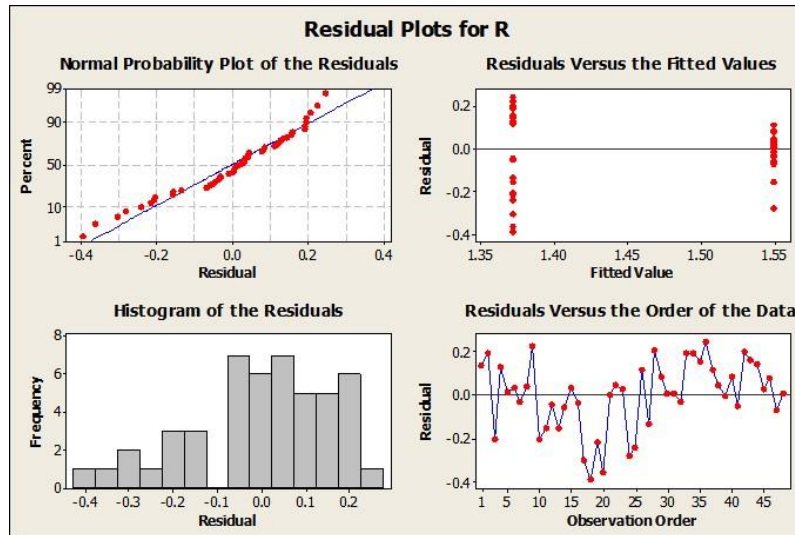 Residual Plots for R
Normal Probability Plot of the Residuals
99
90
50
10
1
Percent
-0.4 -0.2 0.0 0.2 0.4
Residual
Residuals Versus the Fitted Values
0.2
0.0
-0.2
-0.4
Residual
1.35 1.40 1.45 1.50 1.55
Fitted Value
Histogram of the Residuals
8
6
4
2
0
Frequency
-0.4 -0.3 -0.2 -0.1 0.0 0.1 0.2
Residual
Residuals Versus the Order of the Data
0.2
0.0
-0.2
-0.4
Residual
1 5 10 15 20 25 30 35 40 45
Observation Order